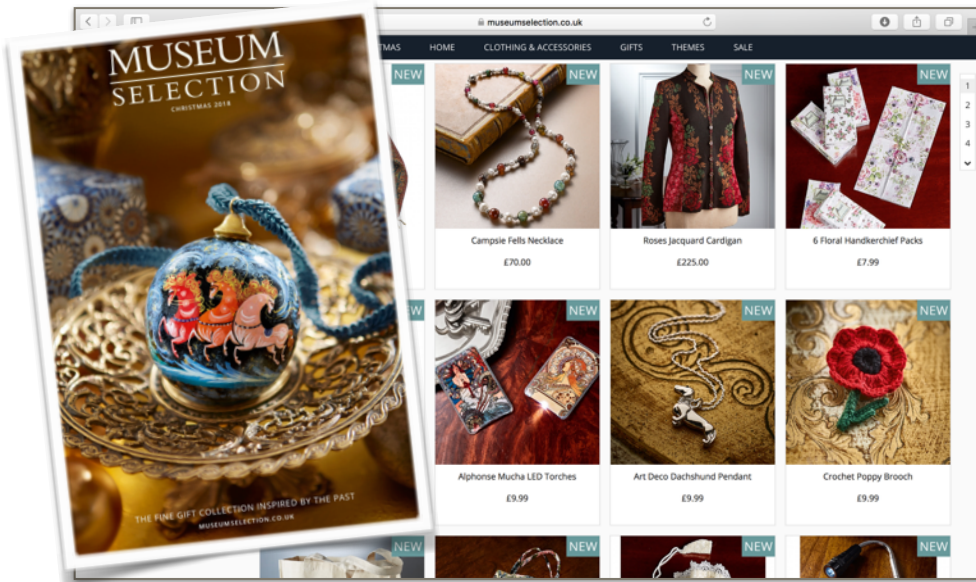 MUSEUM
SELECTION
CHRISTMAS 2018
THE FINE GIFT COLLECTION INSPIRED BY THE PAST
MUSEUMSELECTION.CO.UK
museumselection.co.uk
TMAS HOME CLOTHING & ACCESSORIES GIFTS THEMES SALE
NEW NEW NEW NEW
1
2
3
4
Campsie Fells Necklace Roses Jacquard Cardigan 6 Floral Handkerchief Packs
£70.00 £225.00 £7.99
W NEW NEW NEW
Alphonse Mucha LED Torches Art Deco Dachshund Pendant Crochet Poppy Brooch
£9.99 £9.99 £9.99
NEW NEW NEW NEW